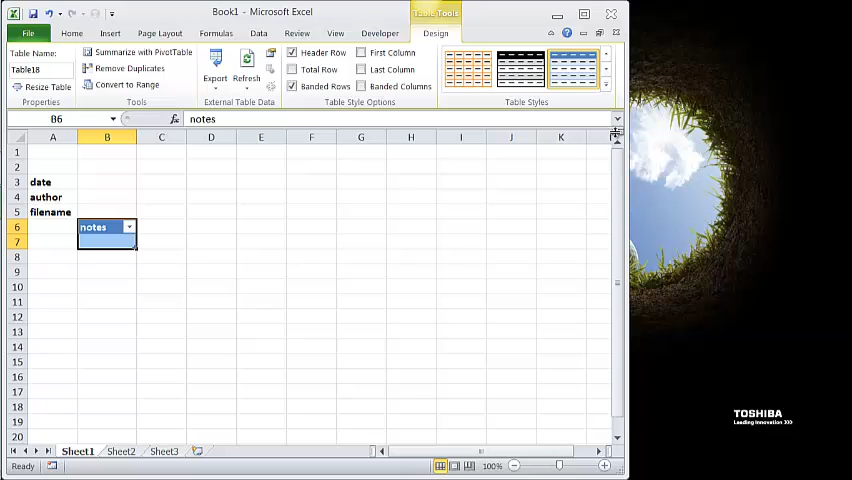 Book1 - Microsoft Excel
Table Tools
File Home Insert Page Layout Formulas Data Review View Developer Design
Table Name:
Table18
Resize Table
Properties
Summarize with PivotTable
Remove Duplicates
Convert to Range
Tools
Export
Refresh
External Table Data
Header Row
Total Row
Banded Rows
First Column
Last Column
Banded Columns
Table Style Options
Table Styles
B6
fx
notes
A B C D E F G H I J K
1
2
3 date
4 author
5 filename
6 notes
7
8
9
10
11
12
13
14
15
16
17
18
19
20
Sheet1 Sheet2 Sheet3
Ready
100%
TOSHIBA
Leading Innovation >>>